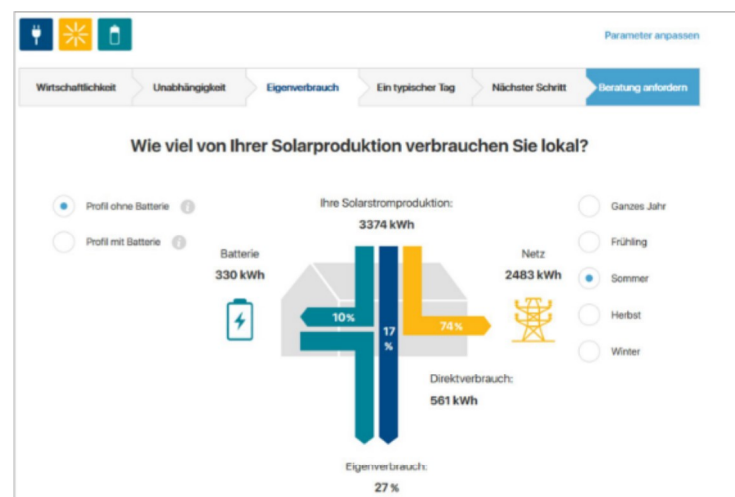 Parameter anpassen
Wirtschaftlichkeit
Unabhängigkeit
Eigenverbrauch
Ein typischer Tag
Nächster Schritt
Beratung anfordern
Wie viel von Ihrer Solarproduktion verbrauchen Sie lokal?
Profil ohne Batterie i
Profil mit Batterie i
Ihre Solarstromproduktion:
3374 kWh
Batterie
330 kWh
Netz
2483 kWh
10%
17
%
74%
Direktverbrauch:
561 kWh
Eigenverbrauch:
27 %
Ganzes Jahr
Frühling
Sommer
Herbst
Winter